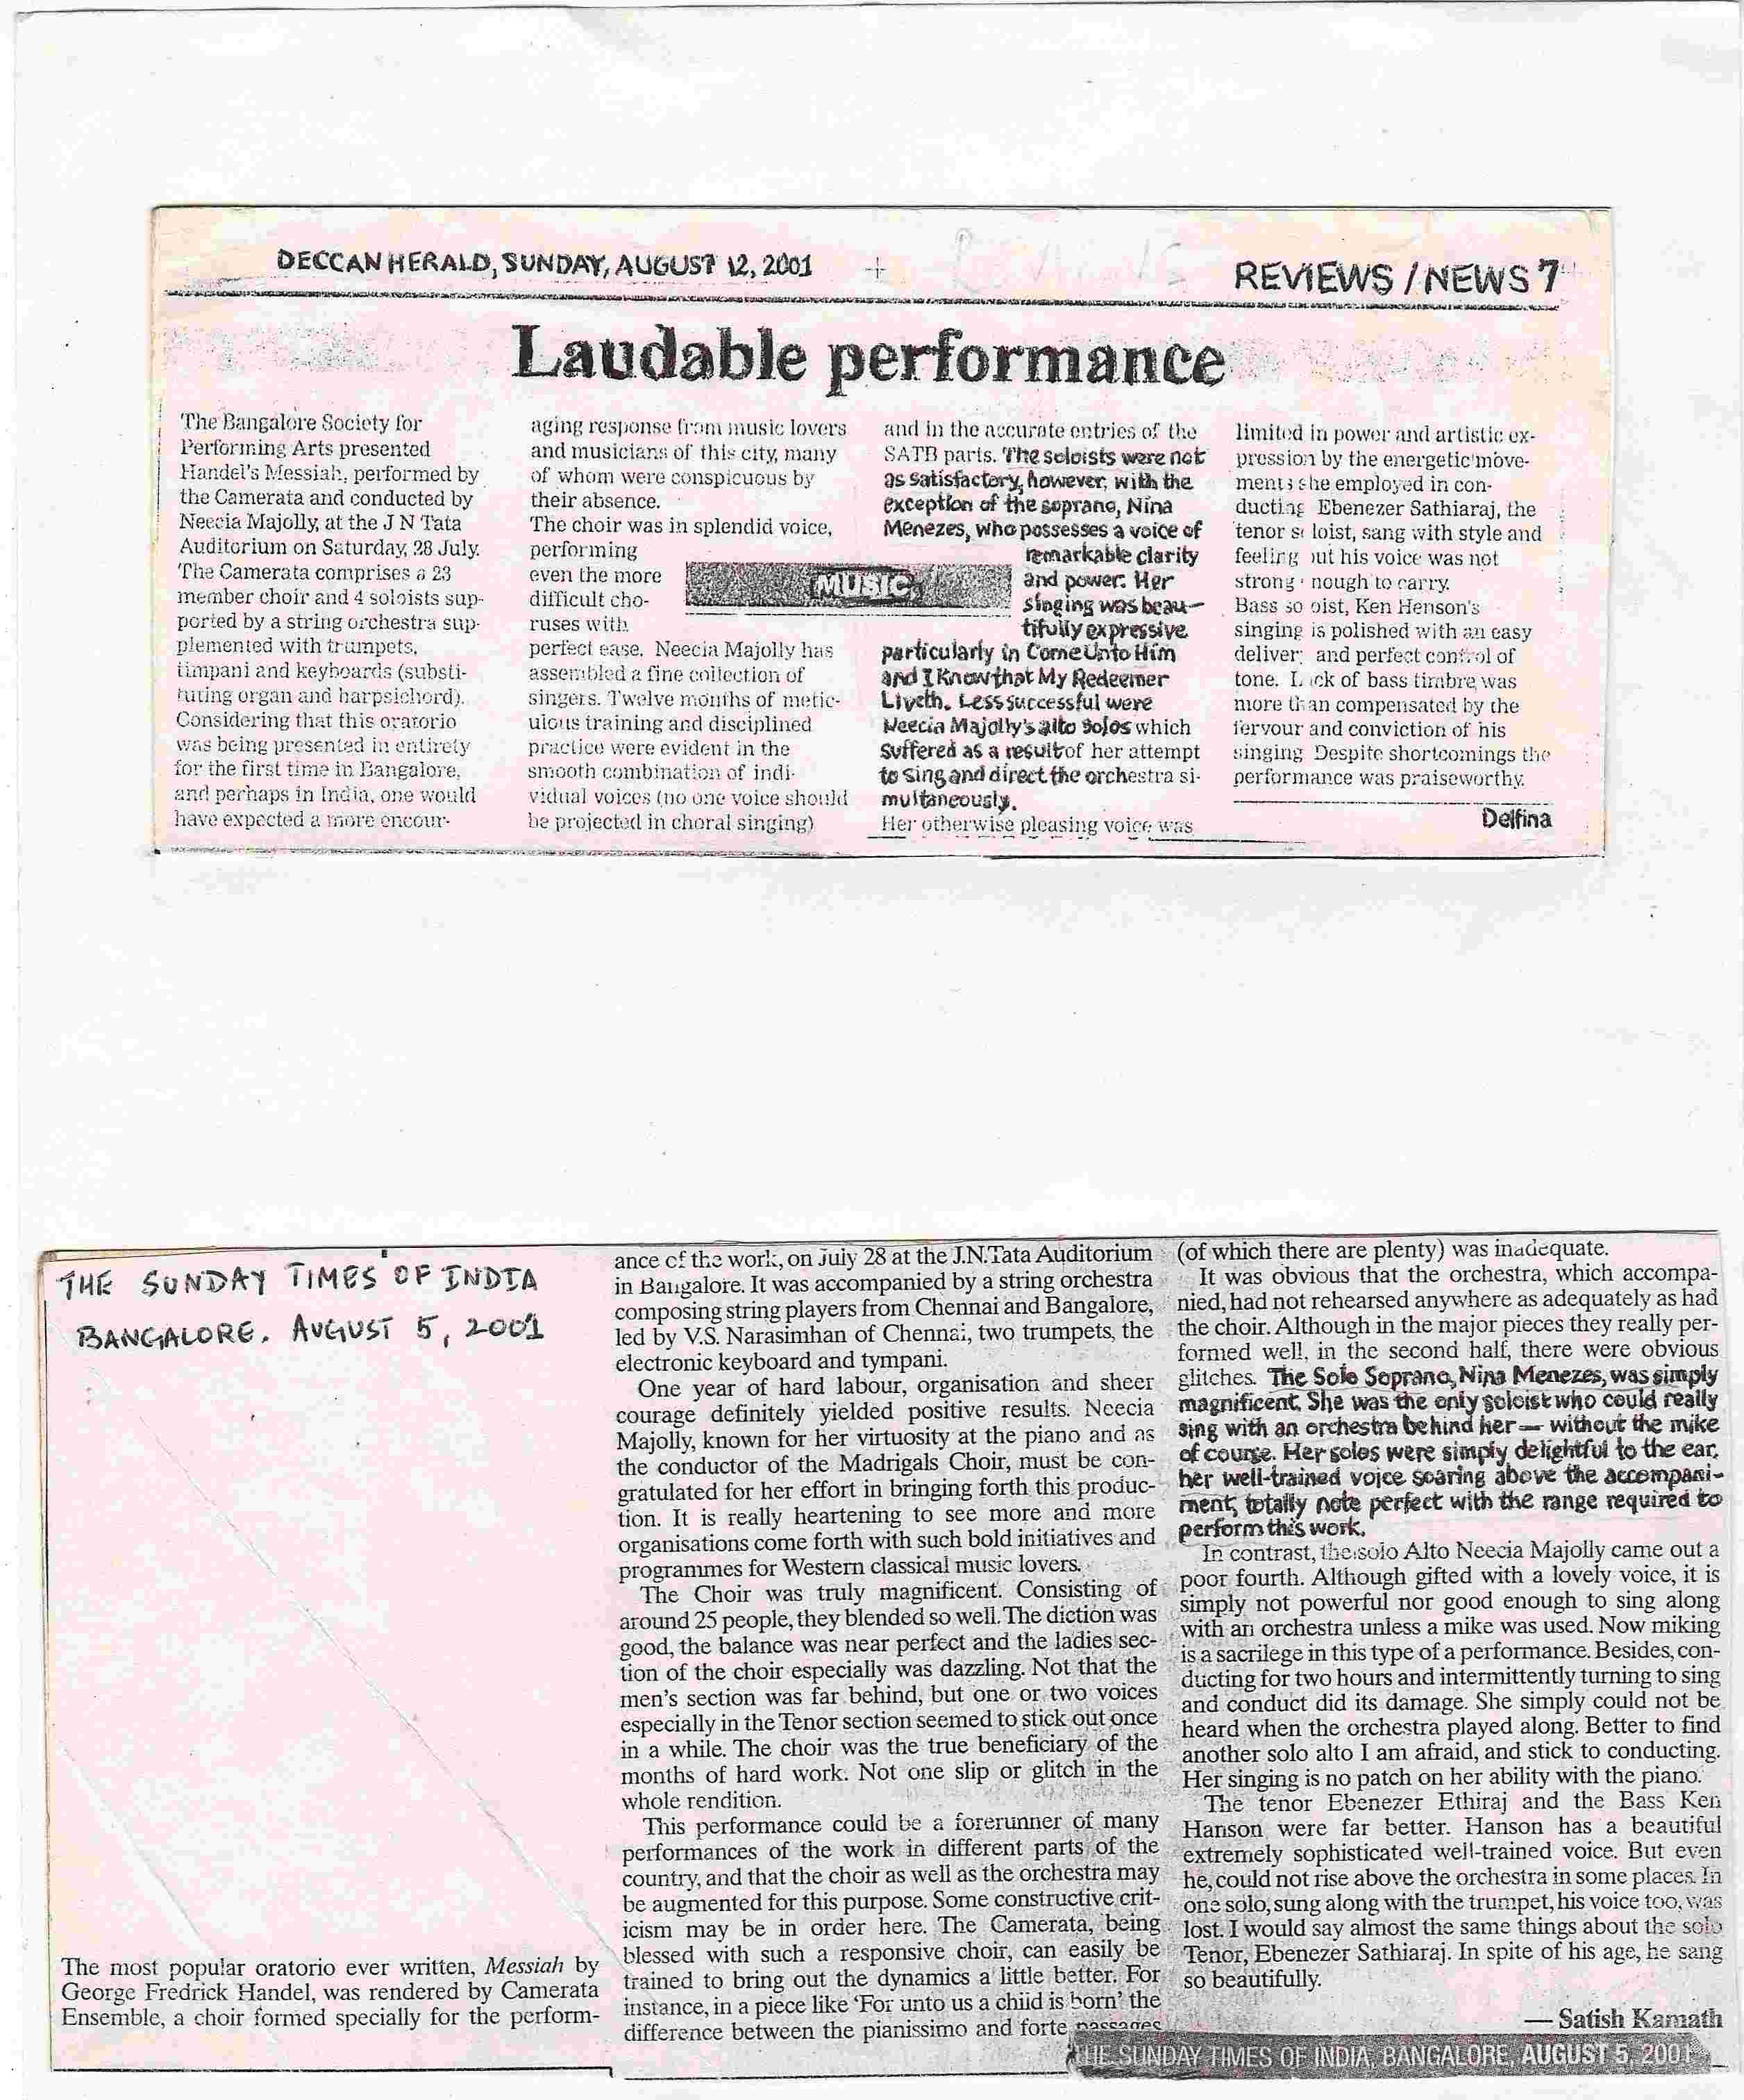 DECCAN HERALD, SUNDAY, AUGUST 12, 2001
REVIEWS / NEWS 7
Laudable performance
The Bangalore Society for
Performing Arts presented
Handel's Messiah, performed by
the Camerata and conducted by
Neecia Majolly, at the J N Tata
Auditorium on Saturday, 28 July.
The Camerata comprises a 23
member choir and 4 soloists sup-
ported by a string orchestra sup-
plemented with trumpets,
timpani and keyboards (substi-
tuting organ and harpsichord).
Considering that this oratorio
was being presented in entirety
for the first time in Bangalore,
and perhaps in India, one would
have expected a more encour-
aging response from music lovers
and musicians of this city, many
of whom were conspicuous by
their absence.
The choir was in splendid voice,
performing
even the more
difficult cho-
ruses with
perfect ease. Neecia Majolly has
assembled a fine collection of
singers. Twelve months of metic-
ulous training and disciplined
practice were evident in the
smooth combination of indi-
vidual voices (no one voice should
be projected in choral singing)
MUSIC
and in the accurate entries of the
SATB parts. The soloists were not
as satisfactory, however, with the
exception of the soprano, Nina
Menezes, who possesses a voice of
remarkable clarity
and power. Her
singing was beau-
tifully expressive
particularly in Come Unto Him
and I Know that My Redeemer
Liveth. Less successful were
Neecia Majolly's alto solos which
suffered as a result of her attempt
to sing and direct the orchestra si-
multaneously.
Her otherwise pleasing voice was
limited in power and artistic ex-
pression by the energetic move-
ments she employed in con-
ducting Ebenezer Sathiaraj, the
tenor soloist, sang with style and
feeling but his voice was not
strong enough to carry.
Bass soloist, Ken Henson's
singing is polished with an easy
delivery and perfect control of
tone. Lack of bass timbre was
more than compensated by the
fervour and conviction of his
singing Despite shortcomings the
performance was praiseworthy.
Delfina
THE SUNDAY TIMES OF INDIA
BANGALORE. AUGUST 5, 2001
The most popular oratorio ever written, Messiah by
George Fredrick Handel, was rendered by Camerata
Ensemble, a choir formed specially for the perform-
ance of the work, on July 28 at the J.N.Tata Auditorium
in Bangalore. It was accompanied by a string orchestra
composing string players from Chennai and Bangalore,
led by V.S. Narasimhan of Chennai, two trumpets, the
electronic keyboard and tympani.
One year of hard labour, organisation and sheer
courage definitely yielded positive results. Neecia
Majolly, known for her virtuosity at the piano and as
the conductor of the Madrigals Choir, must be con-
gratulated for her effort in bringing forth this produc-
tion. It is really heartening to see more and more
organisations come forth with such bold initiatives and
programmes for Western classical music lovers.
The Choir was truly magnificent. Consisting of
around 25 people, they blended so well. The diction was
good, the balance was near perfect and the ladies sec-
tion of the choir especially was dazzling. Not that the
men's section was far behind, but one or two voices
especially in the Tenor section seemed to stick out once
in a while. The choir was the true beneficiary of the
months of hard work. Not one slip or glitch in the
whole rendition.
This performance could be a forerunner of many
performances of the work in different parts of the
country, and that the choir as well as the orchestra may
be augmented for this purpose. Some constructive crit-
icism may be in order here. The Camerata, being
blessed with such a responsive choir, can easily be
trained to bring out the dynamics a little better. For
instance, in a piece like 'For unto us a child is born' the
difference between the pianissimo and forte passages
(of which there are plenty) was inadequate.
It was obvious that the orchestra, which accompa-
nied, had not rehearsed anywhere as adequately as had
the choir. Although in the major pieces they really per-
formed well, in the second half, there were obvious
glitches. The Solo Soprano, Nina Menezes, was simply
magnificent. She was the only soloist who could really
sing with an orchestra behind her — without the mike
of course. Her solos were simply delightful to the ear,
her well-trained voice soaring above the accompani-
ment, totally note perfect with the range required to
perform this work.
In contrast, the solo Alto Neecia Majolly came out a
poor fourth. Although gifted with a lovely voice, it is
simply not powerful nor good enough to sing along
with an orchestra unless a mike was used. Now miking
is a sacrilege in this type of a performance. Besides, con-
ducting for two hours and intermittently turning to sing
and conduct did its damage. She simply could not be
heard when the orchestra played along. Better to find
another solo alto I am afraid, and stick to conducting.
Her singing is no patch on her ability with the piano.
The tenor Ebenezer Ethiraj and the Bass Ken
Hanson were far better. Hanson has a beautiful
extremely sophisticated well-trained voice. But even
he, could not rise above the orchestra in some places. In
one solo, sung along with the trumpet, his voice too, was
lost. I would say almost the same things about the solo
Tenor, Ebenezer Sathiaraj. In spite of his age, he sang
so beautifully.
— Satish Kamath
THE SUNDAY TIMES OF INDIA, BANGALORE, AUGUST 5, 2001